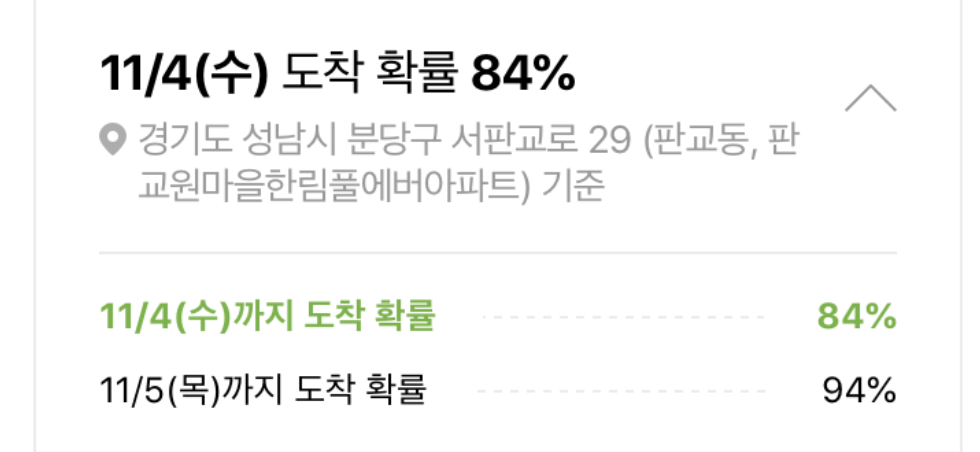 11/4(수) 도착 확률 84%
경기도 성남시 분당구 서판교로 29 (판교동, 판
교원마을한림풀에버아파트) 기준
11/4(수)까지 도착 확률 84%
11/5(목)까지 도착 확률 94%